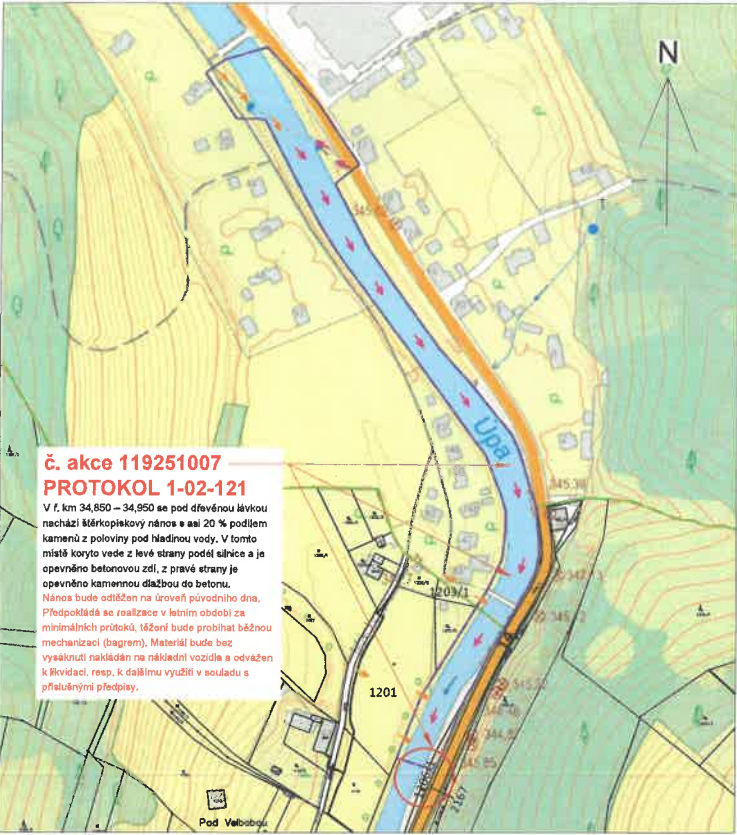 N
Úpa
č. akce 119251007
PROTOKOL 1-02-121
V ř. km 34,850 – 34,950 se pod dřevěnou lávkou
nachází štěrkopískový nános s asi 20 % podílem
kamenů z poloviny pod hladinou vody. V tomto
místě koryto vede z levé strany podél silnice a je
opevněno betonovou zdí, z pravé strany je
opevněno kamennou dlažbou do betonu.
Nános bude odtěžen na úroveň původního dna.
Předpokládá se realizace v letním období za
minimálních průtoků, těžení bude probíhat běžnou
mechanizací (bagrem). Materiál bude bez
vysáknutí nakládán na nákladní vozidla a odvážen
k likvidaci, resp. k dalšímu využití v souladu s
příslušnými předpisy.
1203/1
1201
2167
Pod Velbabou